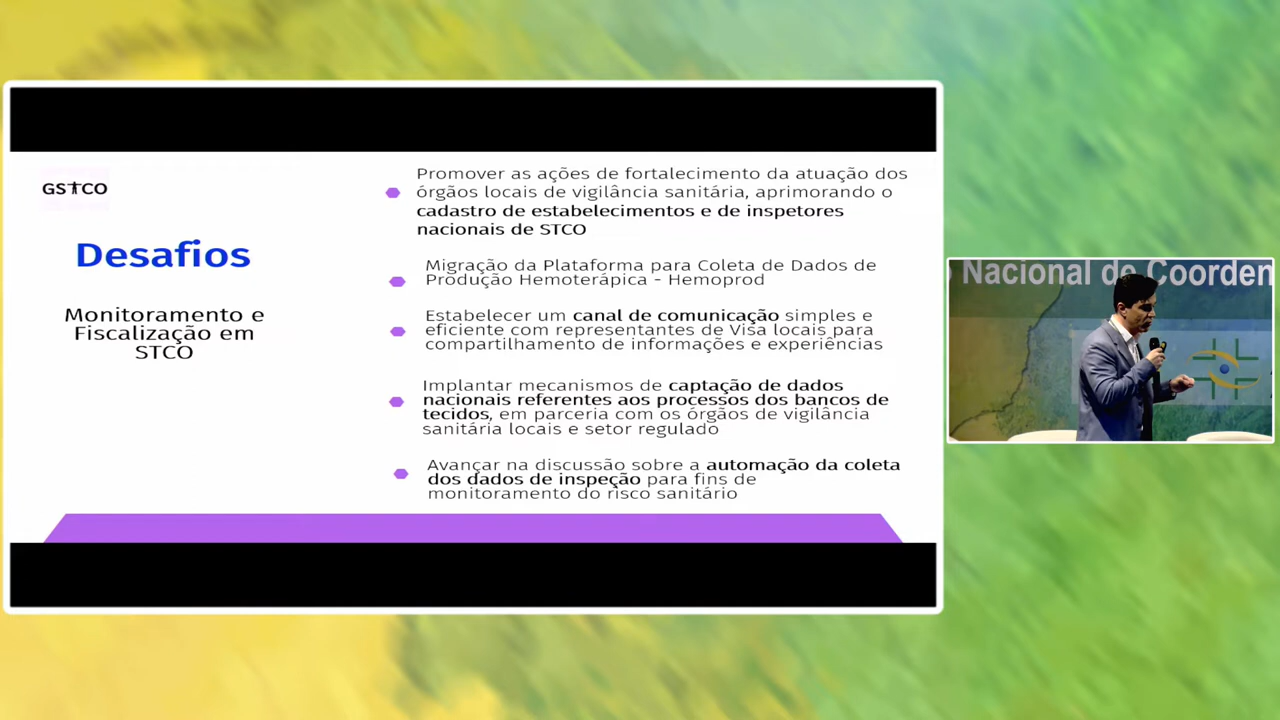 GSTCO
Desafios
Monitoramento e
Fiscalização em
STCO
Promover as ações de fortalecimento da atuação dos
órgãos locais de vigilância sanitária, aprimorando o
cadastro de estabelecimentos e de inspetores
nacionais de STCO
Migração da Plataforma para Coleta de Dados de
Produção Hemoterápica - Hemoprod
Estabelecer um canal de comunicação simples e
eficiente com representantes de Visa locais para
compartilhamento de informações e experiências
Implantar mecanismos de captação de dados
nacionais referentes aos processos dos bancos de
tecidos, em parceria com os órgãos de vigilância
sanitária locais e setor regulado
Avançar na discussão sobre a automação da coleta
dos dados de inspeção para fins de
monitoramento do risco sanitário
Nacional de Coorden